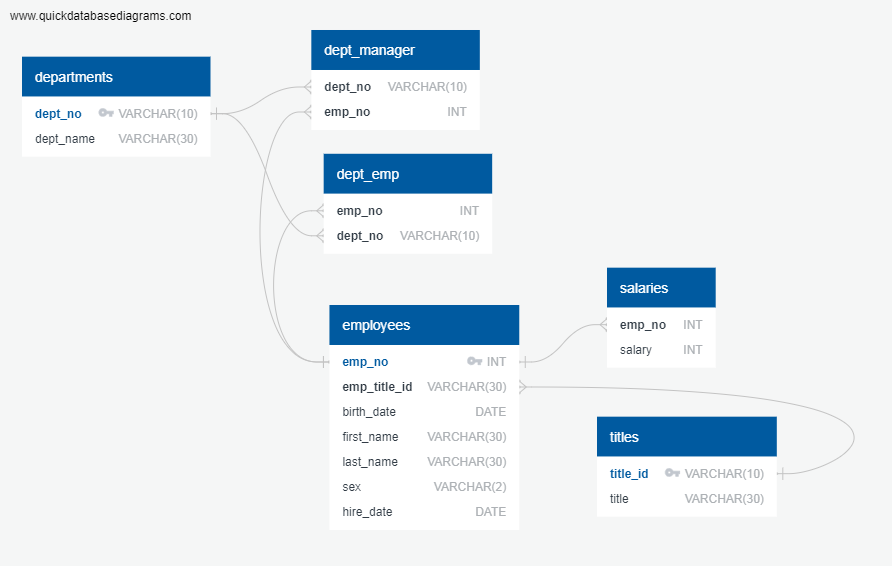 www.quickdatabasediagrams.com
departments
dept_no VARCHAR(10)
dept_name VARCHAR(30)
dept_manager
dept_no VARCHAR(10)
emp_no INT
dept_emp
emp_no INT
dept_no VARCHAR(10)
employees
emp_no INT
emp_title_id VARCHAR(30)
birth_date DATE
first_name VARCHAR(30)
last_name VARCHAR(30)
sex VARCHAR(2)
hire_date DATE
salaries
emp_no INT
salary INT
titles
title_id VARCHAR(10)
title VARCHAR(30)